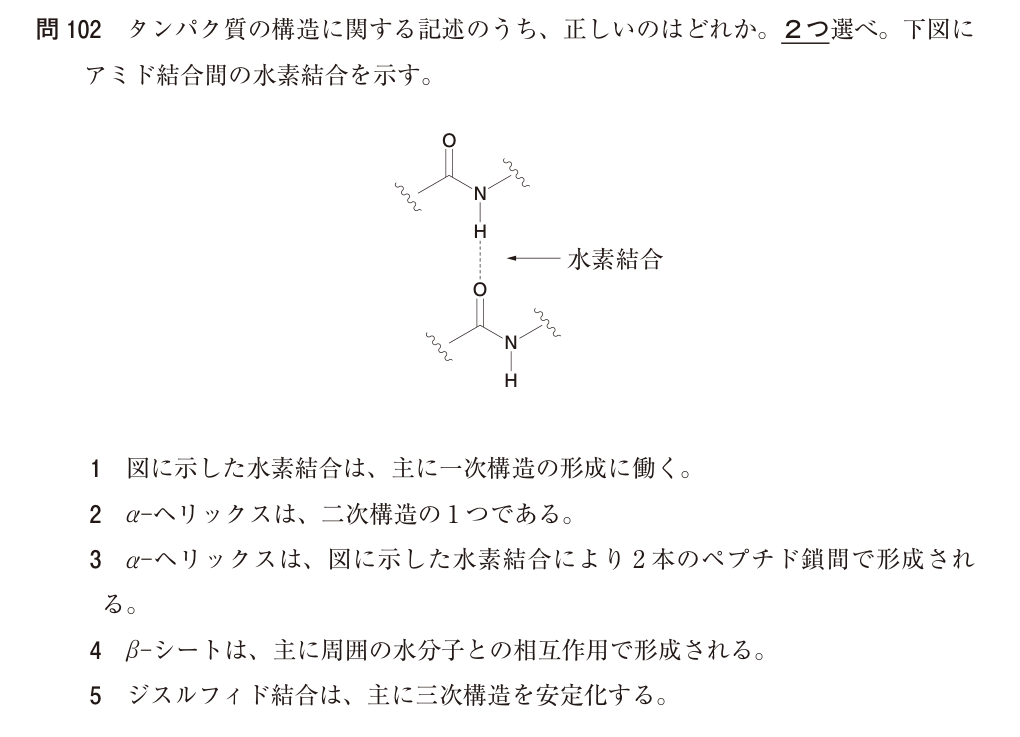 問102 タンパク質の構造に関する記述のうち、正しいのはどれか。２つ選べ。下図に
アミド結合間の水素結合を示す。
O
N
H
水素結合
O
N
H
1 図に示した水素結合は、主に一次構造の形成に働く。
2 α-ヘリックスは、二次構造の１つである。
3 α-ヘリックスは、図に示した水素結合により２本のペプチド鎖間で形成され
る。
4 β-シートは、主に周囲の水分子との相互作用で形成される。
5 ジスルフィド結合は、主に三次構造を安定化する。